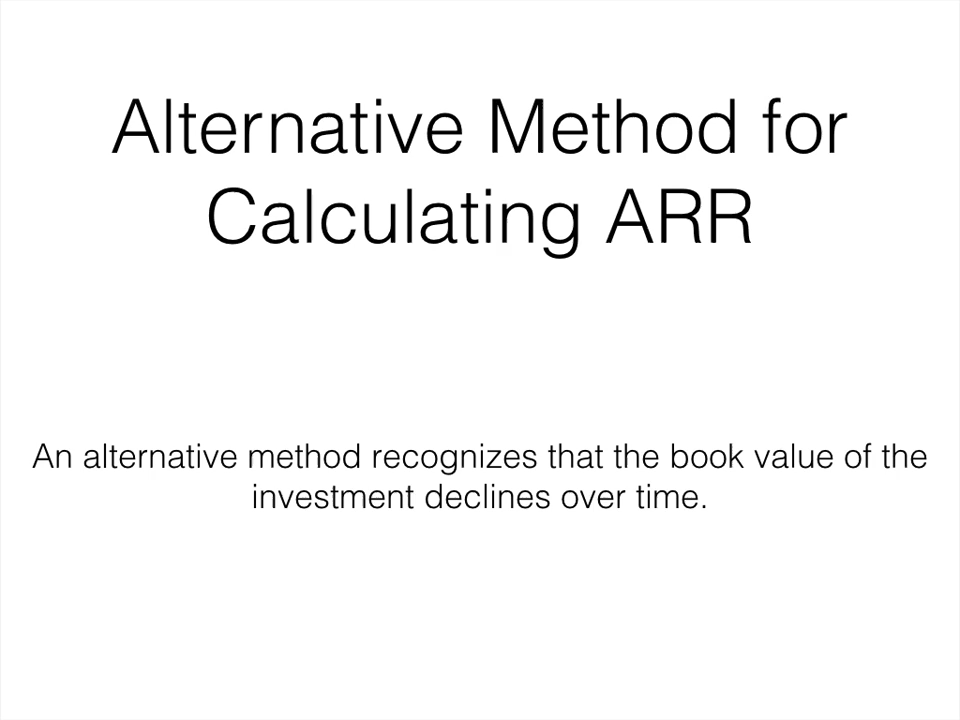 Alternative Method for
Calculating ARR
An alternative method recognizes that the book value of the
investment declines over time.